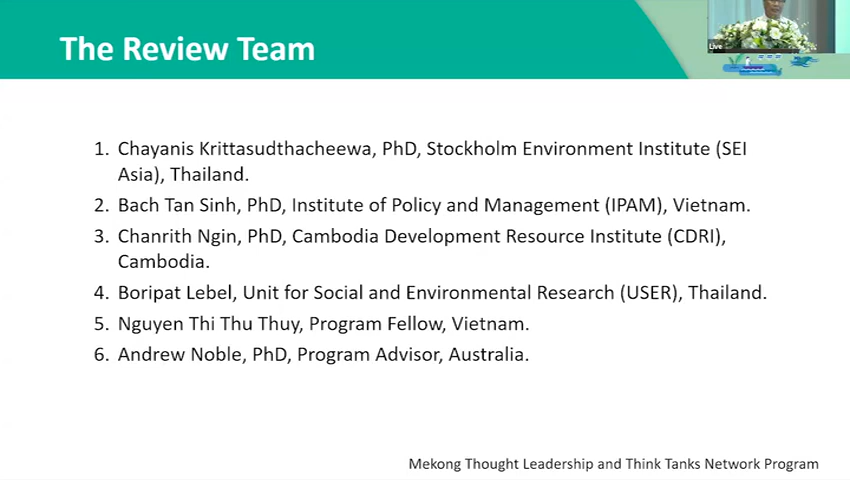 The Review Team
Live
1. Chayanis Krittasudthacheewa, PhD, Stockholm Environment Institute (SEI
Asia), Thailand.
2. Bach Tan Sinh, PhD, Institute of Policy and Management (IPAM), Vietnam.
3. Chanrith Ngin, PhD, Cambodia Development Resource Institute (CDRI),
Cambodia.
4. Boripat Lebel, Unit for Social and Environmental Research (USER), Thailand.
5. Nguyen Thi Thu Thuy, Program Fellow, Vietnam.
6. Andrew Noble, PhD, Program Advisor, Australia.
Mekong Thought Leadership and Think Tanks Network Program